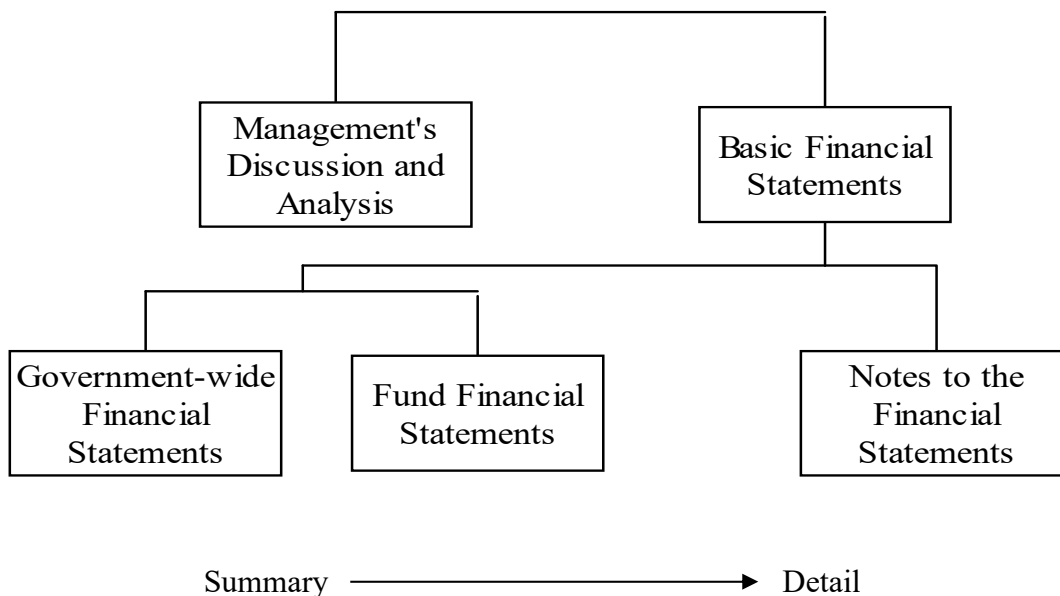 Management's
Discussion and
Analysis
Basic Financial
Statements
Government-wide
Financial
Statements
Fund Financial
Statements
Notes to the
Financial
Statements
Summary
Detail